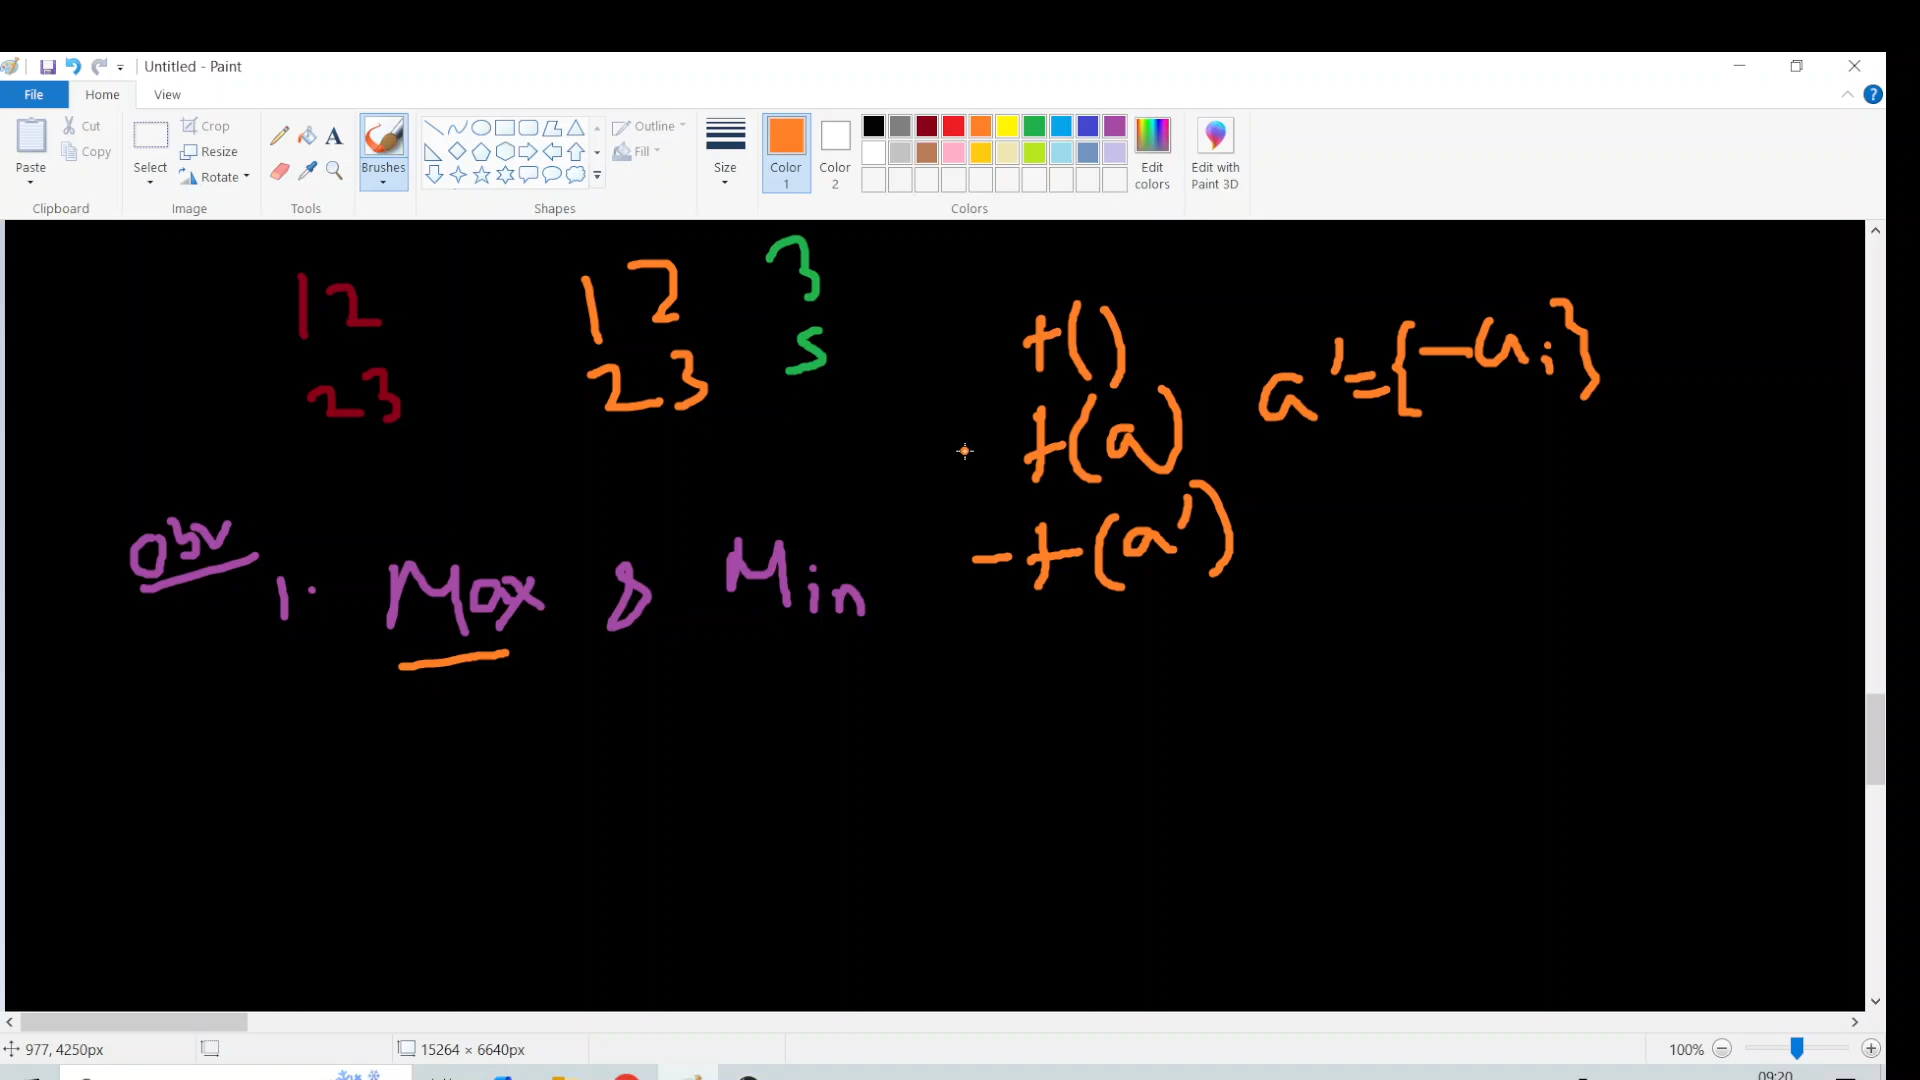 Untitled - Paint
File Home View
Paste
Cut
Copy
Clipboard
Select
Crop
Resize
Rotate
Image
Tools
Brushes
Shapes
Outline
Fill
Size
Color 1
Color 2
Colors
Edit colors
Edit with Paint 3D
12 12 3
23 23 5
f()
f(a)
-f(a')
a'={-ai}
Obv
1. Max & Min
977, 4250px
15264 × 6640px
100%
09:20